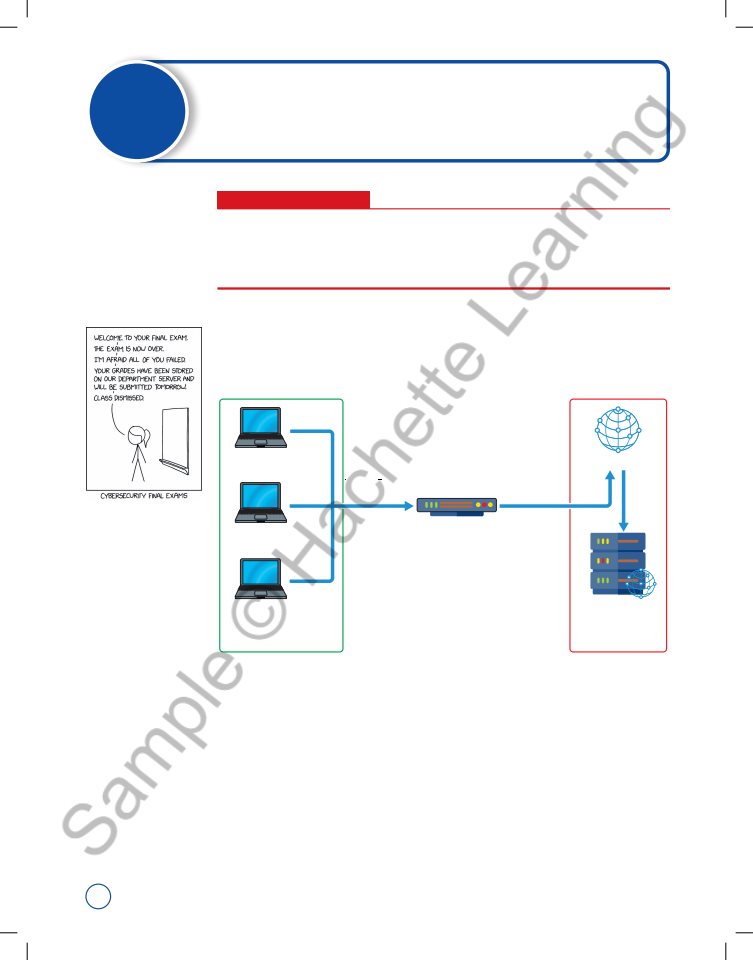 WELCOME TO YOUR FINAL EXAM.
THE EXAM IS NOW OVER.
I'M AFRAID ALL OF YOU FAILED.
YOUR GRADES HAVE BEEN STORED
ON OUR DEPARTMENT SERVER AND
WILL BE SUBMITTED TOMORROW.
CLASS DISMISSED.
CYBERSECURITY FINAL EXAMS
Sample © Hachette Learning